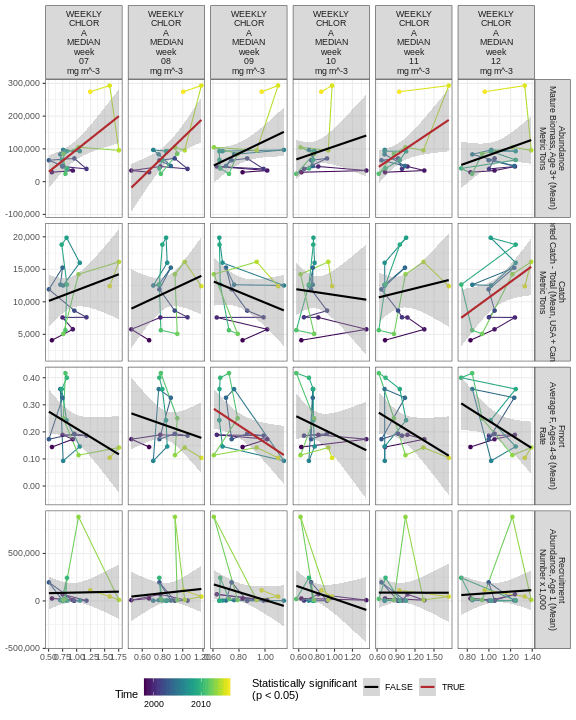 WEEKLY
CHLOR
A
MEDIAN
week
07
mg m^-3
WEEKLY
CHLOR
A
MEDIAN
week
08
mg m^-3
WEEKLY
CHLOR
A
MEDIAN
week
09
mg m^-3
WEEKLY
CHLOR
A
MEDIAN
week
10
mg m^-3
WEEKLY
CHLOR
A
MEDIAN
week
11
mg m^-3
WEEKLY
CHLOR
A
MEDIAN
week
12
mg m^-3
300,000
200,000
100,000
0
-100,000
Abundance
Mature Biomass, Age 3+ (Mean)
Metric Tons
20,000
15,000
10,000
5,000
Catch
rted Catch - Total (Mean, USA + Can
Metric Tons
0.40
0.30
0.20
0.10
0.00
Fmort
Average F, Ages 4-8 (Mean)
Rate
500,000
0
-500,000
Recruitment
Abundance, Age 1 (Mean)
Number x 1,000
0.50 0.75 1.00 1.25 1.50 1.75
0.60 0.80 1.00 1.20
0.60 1.00
0.60 0.80 1.00 1.20
0.60 0.90 1.20 1.50
0.80 1.00 1.20 1.40
Time
2000 2010
Statistically significant
(p < 0.05)
FALSE
TRUE